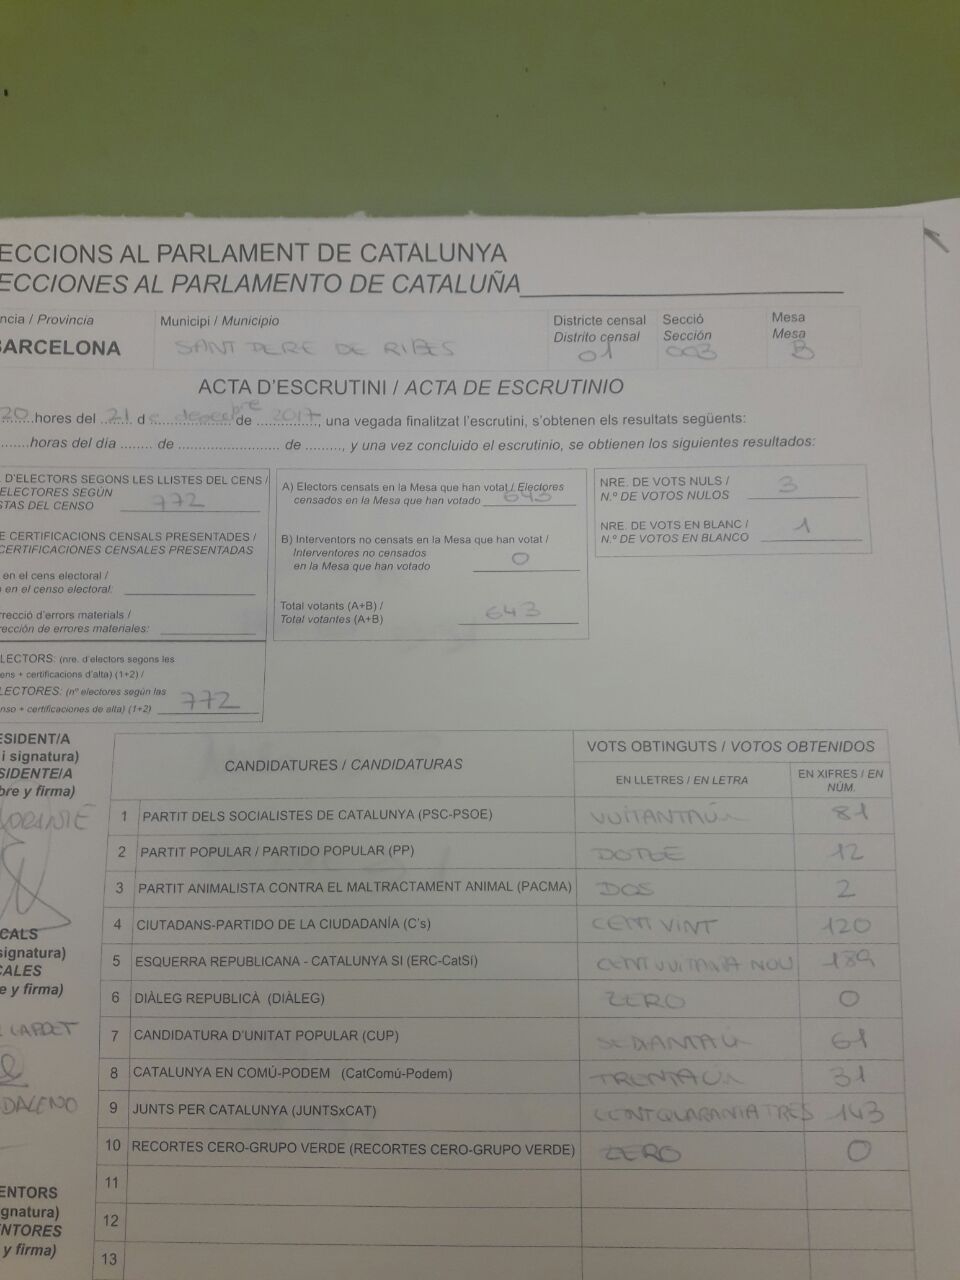 ECCIONS AL PARLAMENT DE CATALUNYA
ECCIONES AL PARLAMENTO DE CATALUÑA
ncia / Provincia
BARCELONA
Municipi / Municipio
SANT PERE DE RIBES
Districte censal
Distrito censal
01
Secció
Sección
003
Mesa
Mesa
B
ACTA D'ESCRUTINI / ACTA DE ESCRUTINIO
20 hores del 21 d de 2017, una vegada finalitzat l'escrutini, s'obtenen els resultats següents:
horas del día de de , y una vez concluido el escrutinio, se obtienen los siguientes resultados:
D'ELECTORS SEGONS LES LLISTES DEL CENS /
ELECTORES SEGÚN
STAS DEL CENSO 772
E CERTIFICACIONS CENSALS PRESENTADES /
CERTIFICACIONES CENSALES PRESENTADAS
en el cens electoral /
en el censo electoral:
rrecció d'errors materials /
rección de errores materiales:
LECTORS: (nre. d'electors segons les
ens + certificacions d'alta) (1+2) /
LECTORES: (nº electores según las
nso + certificaciones de alta) (1+2) 772
A) Electors censats en la Mesa que han votat / Electores
censados en la Mesa que han votado 643
B) Interventors no censats en la Mesa que han votat /
Interventores no censados
en la Mesa que han votado 0
Total votants (A+B) /
Total votantes (A+B) 643
NRE. DE VOTS NULS /
N.º DE VOTOS NULOS 3
NRE. DE VOTS EN BLANC /
N.º DE VOTOS EN BLANCO 1
ESIDENT/A
i signatura)
SIDENTE/A
bre y firma)
CALS
signatura)
CALES
e y firma)
ENTORS
gnatura)
NTORES
y firma)
CANDIDATURES / CANDIDATURAS
VOTS OBTINGUTS / VOTOS OBTENIDOS
EN LLETRES / EN LETRA
EN XIFRES / EN
NÚM.
1 PARTIT DELS SOCIALISTES DE CATALUNYA (PSC-PSOE) VUITANTAÚ 81
2 PARTIT POPULAR / PARTIDO POPULAR (PP) DOTZE 12
3 PARTIT ANIMALISTA CONTRA EL MALTRACTAMENT ANIMAL (PACMA) DOS 2
4 CIUTADANS-PARTIDO DE LA CIUDADANÍA (C's) CENT VINT 120
5 ESQUERRA REPUBLICANA - CATALUNYA SI (ERC-CatSí) CENT VUITANTA NOU 189
6 DIÀLEG REPUBLICÀ (DIÀLEG) ZERO 0
7 CANDIDATURA D'UNITAT POPULAR (CUP) 61
8 CATALUNYA EN COMÚ-PODEM (CatComú-Podem) TRENTAÚ 31
9 JUNTS PER CATALUNYA (JUNTSxCAT) CENTQUARANTATRES 143
10 RECORTES CERO-GRUPO VERDE (RECORTES CERO-GRUPO VERDE) ZERO 0
11
12
13